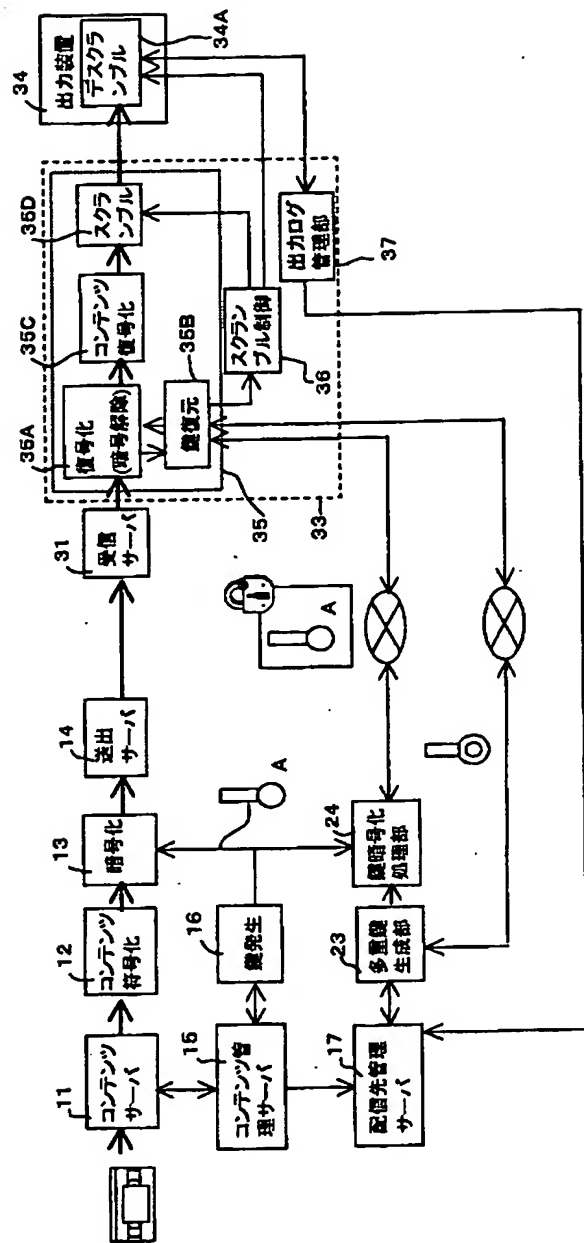 11
コンテンツ
サーバ
12
コンテンツ
符号化
13
暗号化
14
送出
サーバ
31
受信
サーバ
35A
復号化
(暗号解除)
35C
コンテンツ
復号化
35D
スクラ
ンブル
34
出力装置
デスクラ
ンブル
34A
35B
鍵復元
スクラン
ブル制御
36
出力ログ
管理部
37
35
33
15
コンテンツ管
理サーバ
16
鍵発生
A
A
17
配信先管理
サーバ
23
多重鍵
生成部
24
鍵暗号化
処理部